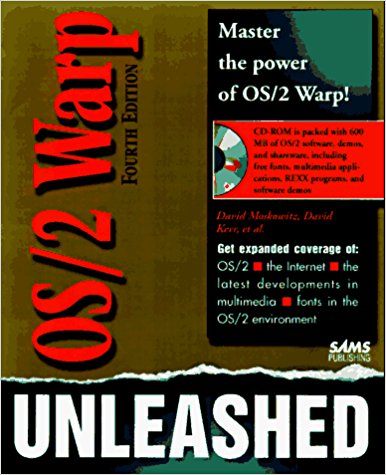 OS/2 Warp
FOURTH EDITION
Master
the power
of OS/2 Warp!
CD-ROM is packed with 600
MB of OS/2 software, demos,
and shareware, including
free fonts, multimedia appli-
cations, REXX programs, and
software demos
David Moskowitz, David
Kerr, et al.
Get expanded coverage of:
OS/2 ■ the Internet ■ the
latest developments in
multimedia ■ fonts in the
OS/2 environment
SAMS
PUBLISHING
UNLEASHED